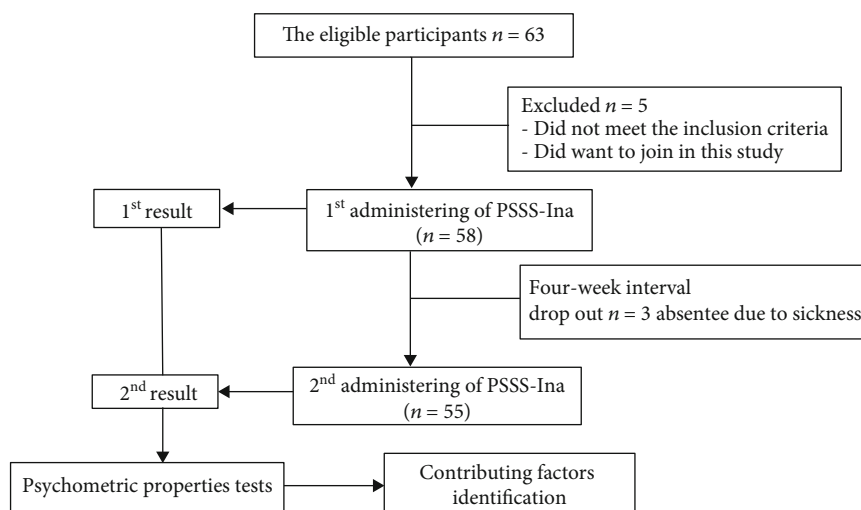 The eligible participants n = 63
Excluded n = 5
- Did not meet the inclusion criteria
- Did want to join in this study
1st result
1st administering of PSSS-Ina
(n = 58)
Four-week interval
drop out n = 3 absentee due to sickness
2nd result
2nd administering of PSSS-Ina
(n = 55)
Psychometric properties tests
Contributing factors
identification